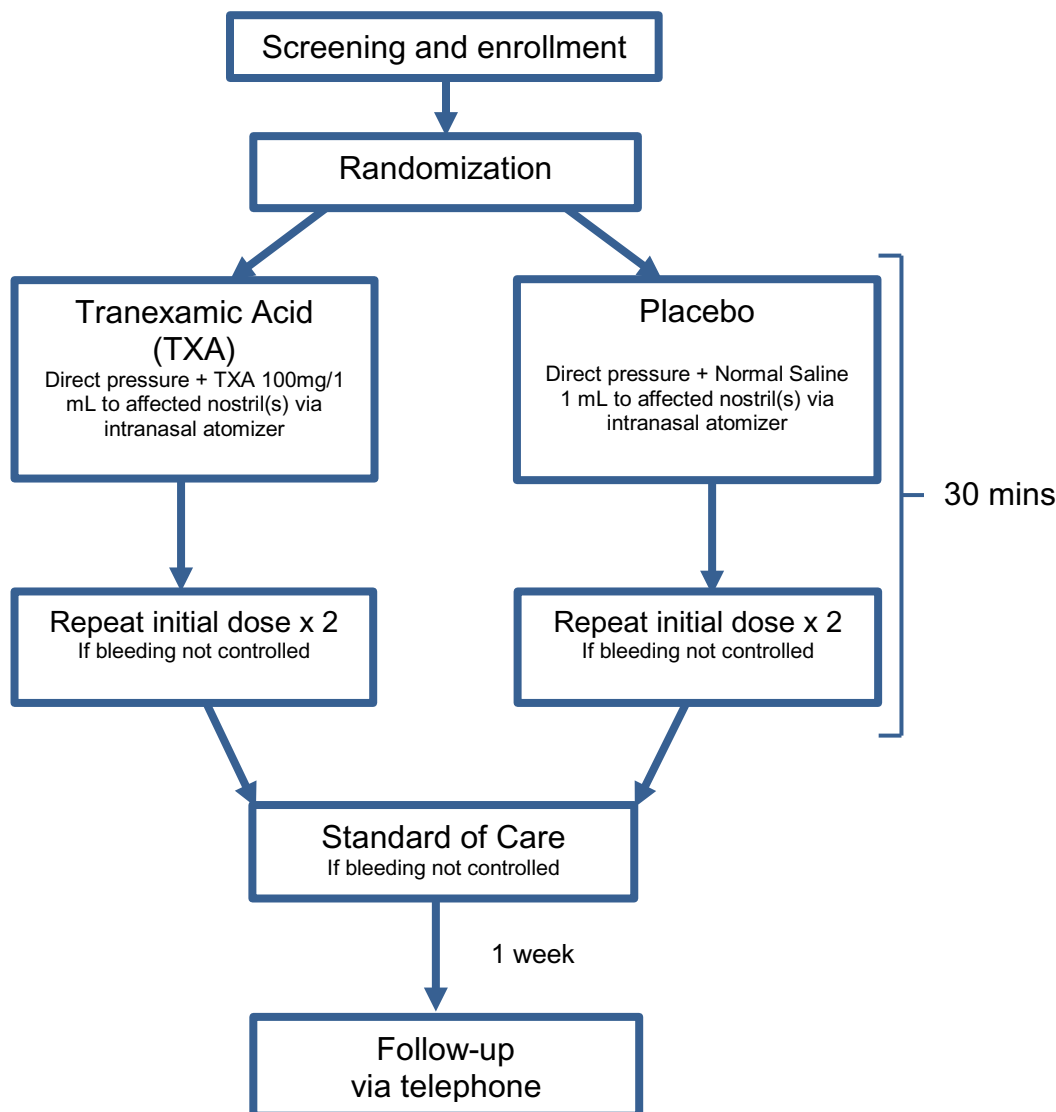 Screening and enrollment
Randomization
Tranexamic Acid
(TXA)
Direct pressure + TXA 100mg/1
mL to affected nostril(s) via
intranasal atomizer
Placebo
Direct pressure + Normal Saline
1 mL to affected nostril(s) via
intranasal atomizer
30 mins
Repeat initial dose x 2
If bleeding not controlled
Repeat initial dose x 2
If bleeding not controlled
Standard of Care
If bleeding not controlled
1 week
Follow-up
via telephone